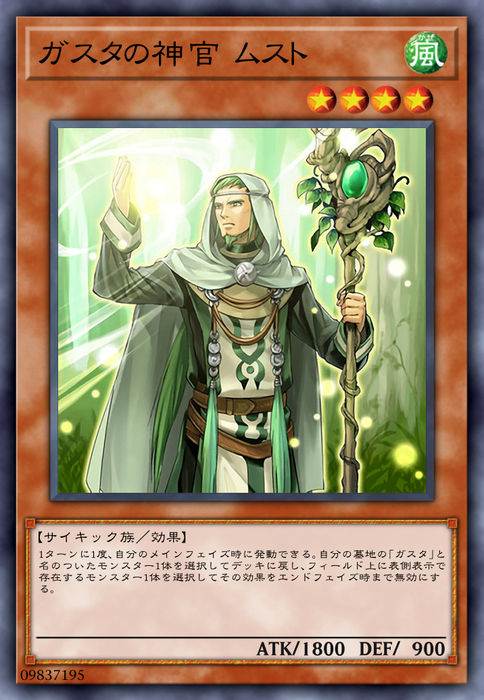 ガスタの神官 ムスト
かぜ
風
【サイキック族／効果】
1ターンに1度、自分のメインフェイズ時に発動できる。自分の墓地の「ガスタ」と
名のついたモンスター1体を選択してデッキに戻し、フィールド上に表側表示で
存在するモンスター1体を選択してその効果をエンドフェイズ時まで無効にす
る。
ATK/1800 DEF/ 900
09837195